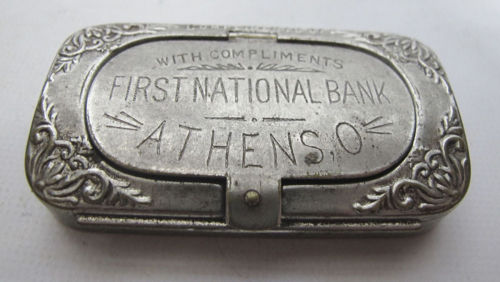 WITH COMPLIMENTS
FIRST NATIONAL BANK
ATHENS, O